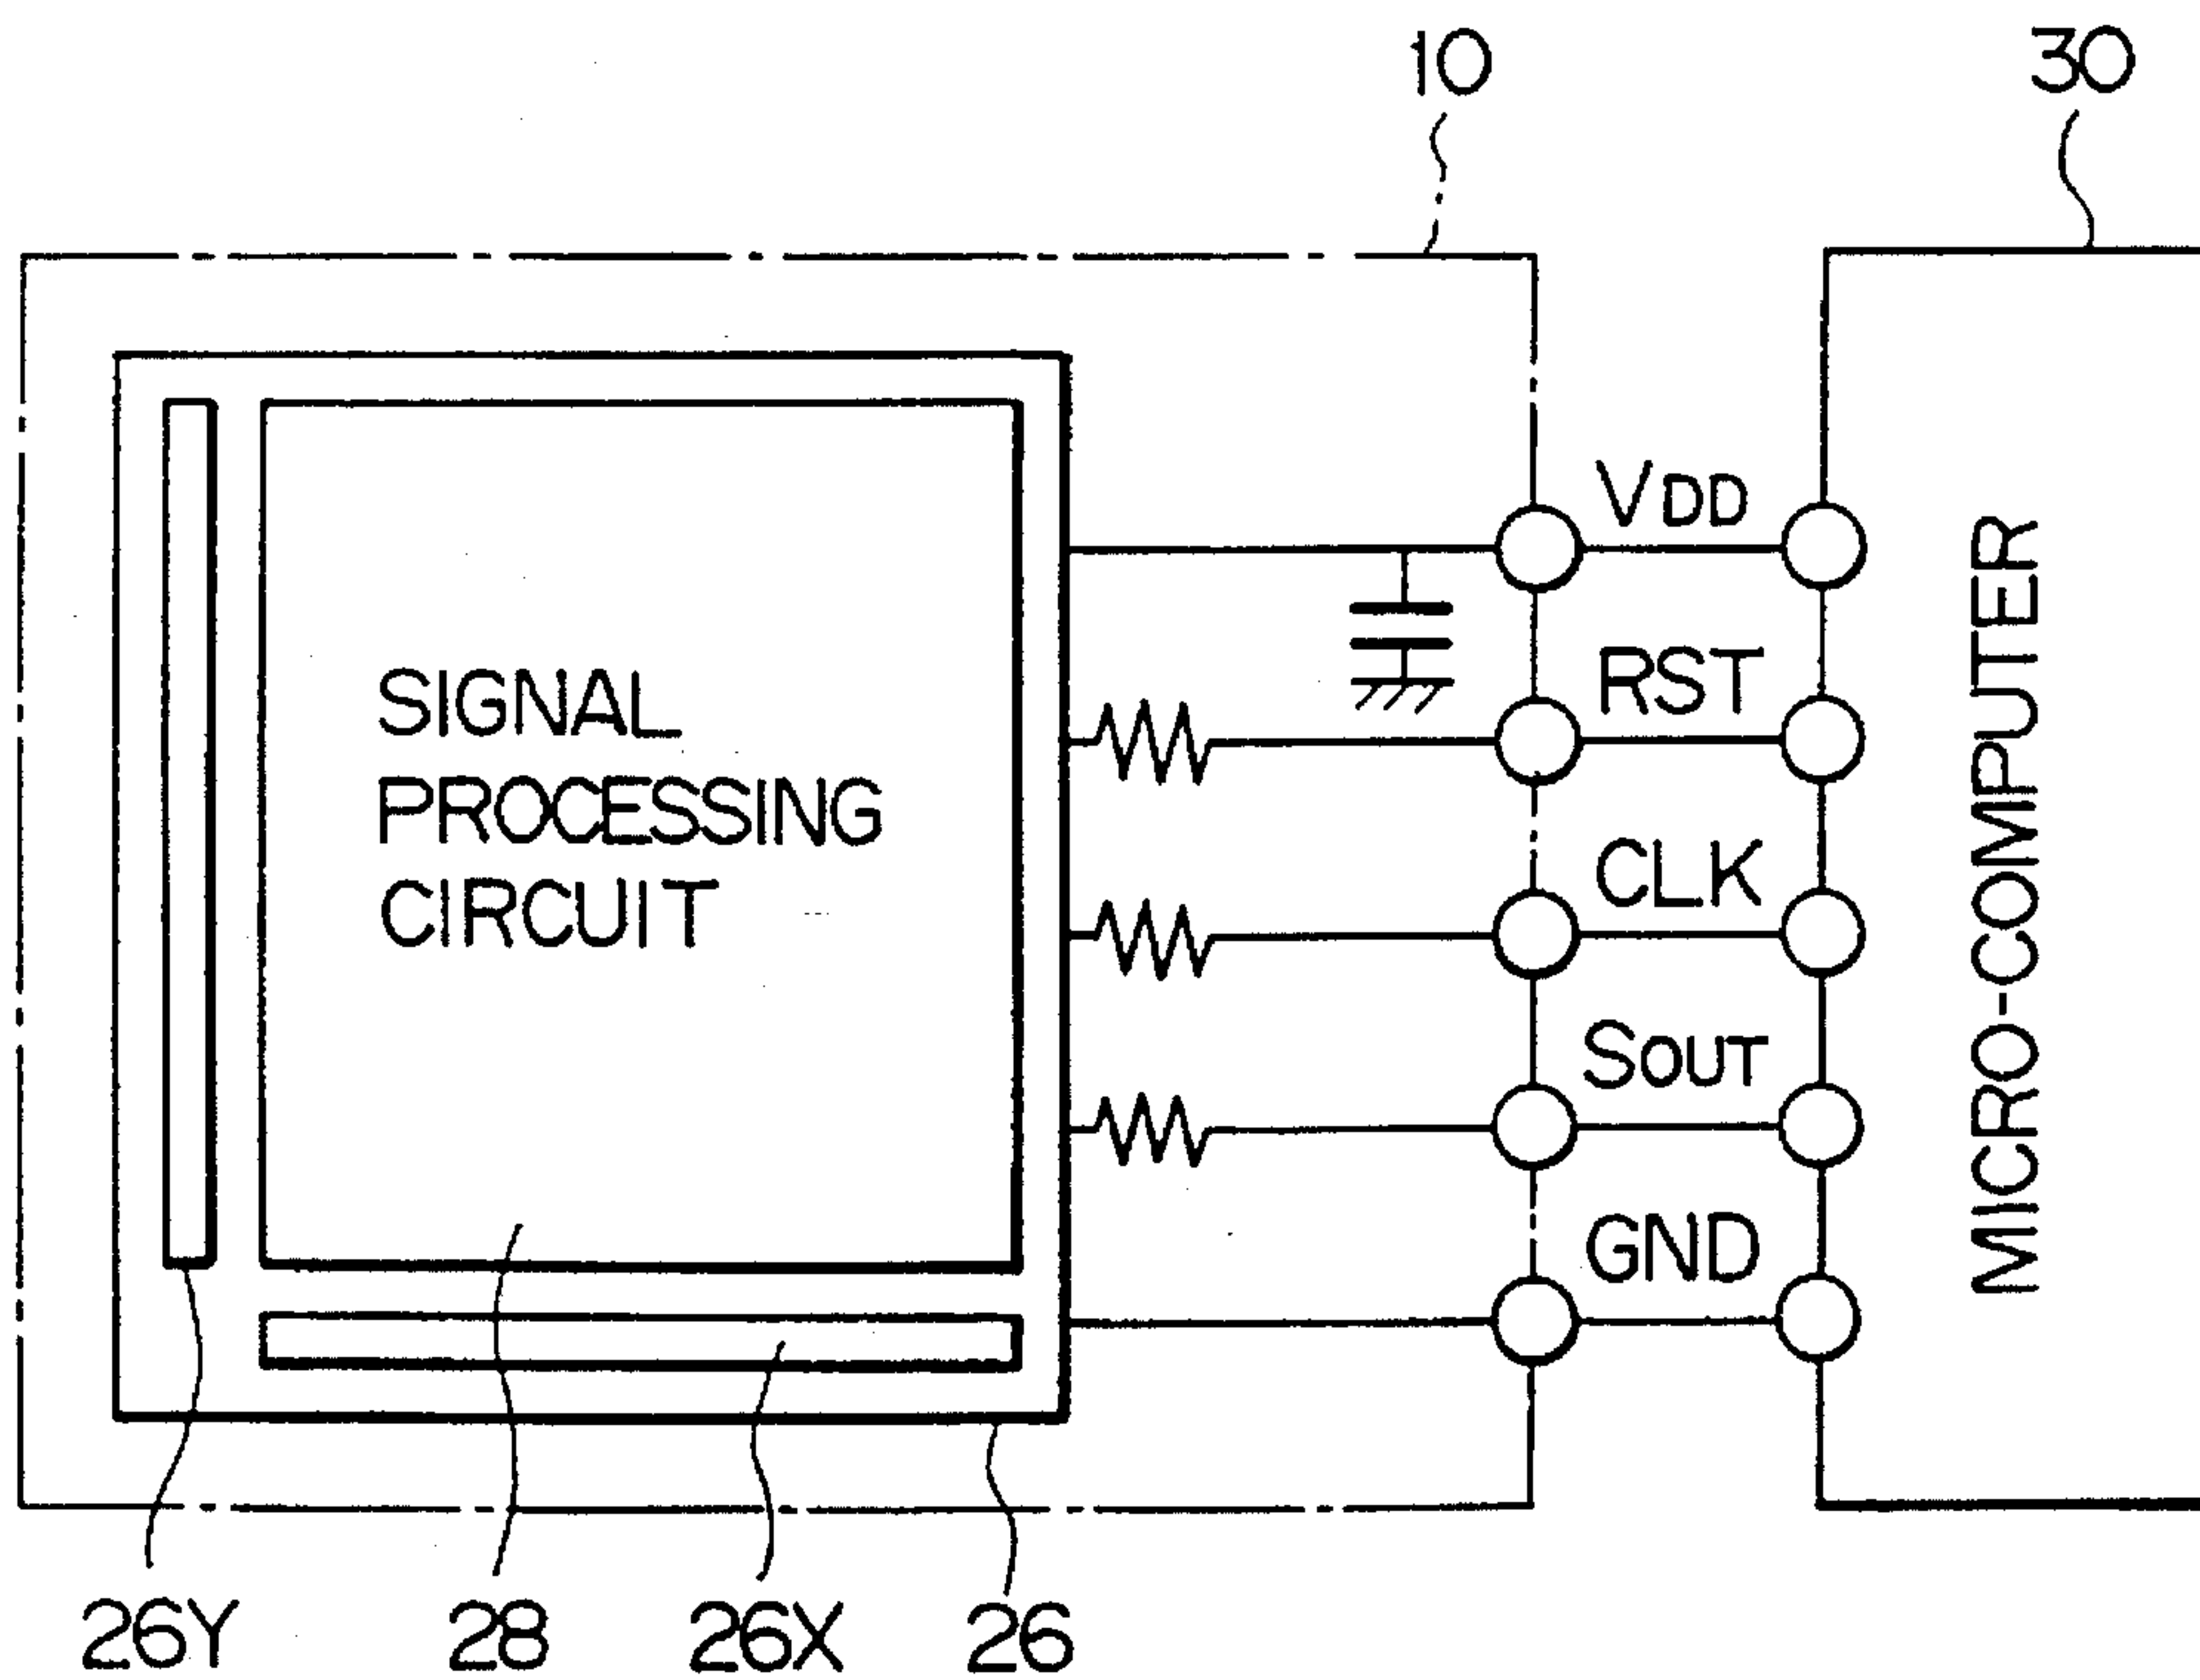 10
30
VDD
RST
CLK
SOUT
GND
MICRO-COMPUTER
SIGNAL
PROCESSING
CIRCUIT
26Y
28
26X
26